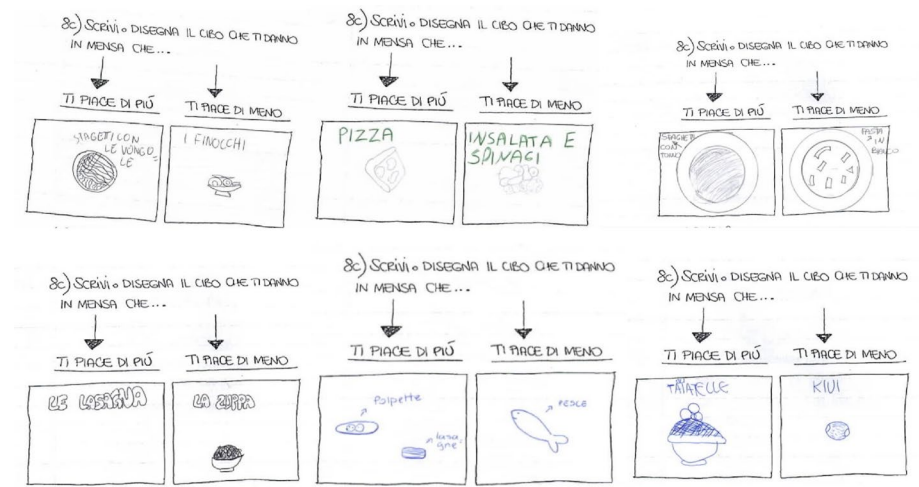 8c) SCRIVI o DISEGNA IL CIBO CHE TI DANNO
IN MENSA CHE...
TI PIACE DI PIÚ
TI PIACE DI MENO
SPAGETI CON
LE VONGO=
LE
I FINOCCHI
8c) SCRIVI o DISEGNA IL CIBO CHE TI DANNO
IN MENSA CHE...
TI PIACE DI PIÚ
TI PIACE DI MENO
PIZZA
INSALATA E
SPINACI
8c) SCRIVI o DISEGNA IL CIBO CHE TI DANNO
IN MENSA CHE...
TI PIACE DI PIÚ
TI PIACE DI MENO
CON
TONNO
PASTA
IN
BIANCO
8c) SCRIVI o DISEGNA IL CIBO CHE TI DANNO
IN MENSA CHE...
TI PIACE DI PIÚ
TI PIACE DI MENO
LE LASAGNA
LA ZUPPA
8c) SCRIVI o DISEGNA IL CIBO CHE TI DANNO
IN MENSA CHE...
TI PIACE DI PIÚ
TI PIACE DI MENO
Polpette
lasa
gne
PESCE
8c) SCRIVI o DISEGNA IL CIBO CHE TI DANNO
IN MENSA CHE...
TI PIACE DI PIÚ
TI PIACE DI MENO
TAIATELLE
KIUI